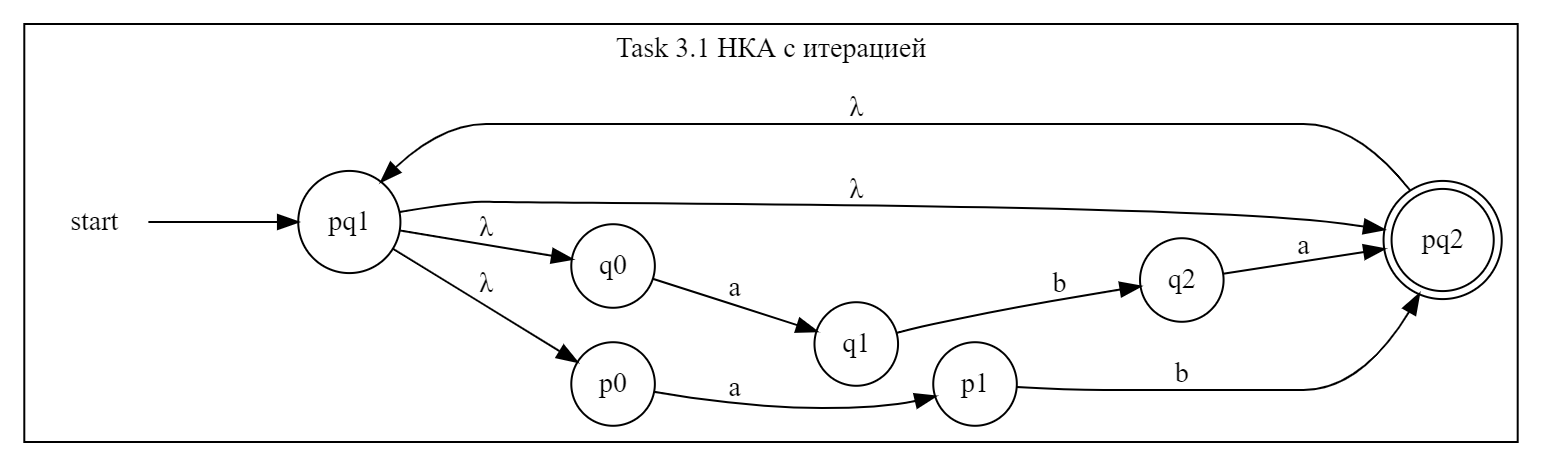 Task 3.1 НКА с итерацией
λ
λ
start
pq1
λ
q0
a
q1
b
q2
a
pq2
λ
p0
a
p1
b